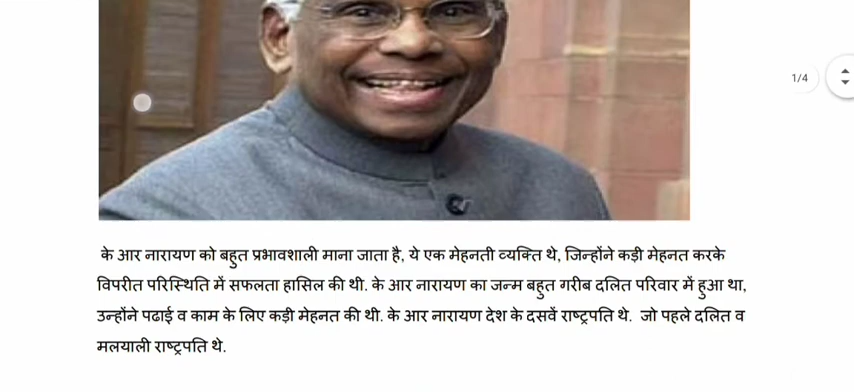 1/4
के आर नारायण को बहुत प्रभावशाली माना जाता है, ये एक मेहनती व्यक्ति थे, जिन्होंने कड़ी मेहनत करके
विपरीत परिस्थिति में सफलता हासिल की थी. के आर नारायण का जन्म बहुत गरीब दलित परिवार में हुआ था,
उन्होंने पढाई व काम के लिए कड़ी मेहनत की थी. के आर नारायण देश के दसवें राष्ट्रपति थे. जो पहले दलित व
मलयाली राष्ट्रपति थे.